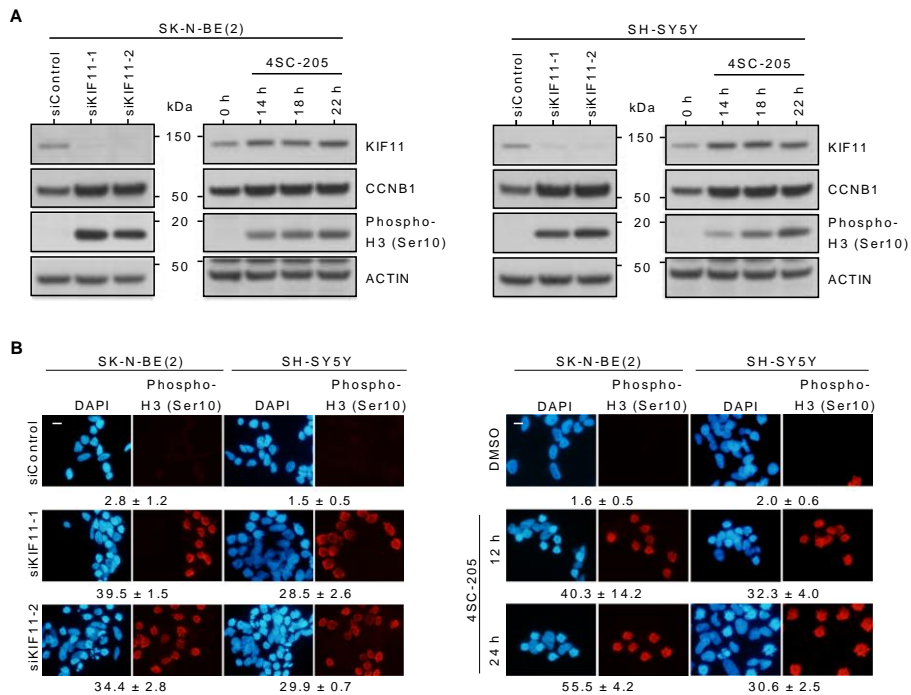 A
SK-N-BE(2)
siControl
siKIF11-1
siKIF11-2
kDa
4SC-205
0 h
14 h
18 h
22 h
150
KIF11
50
CCNB1
20
Phospho-
H3 (Ser10)
50
ACTIN
SH-SY5Y
siControl
siKIF11-1
siKIF11-2
kDa
4SC-205
0 h
14 h
18 h
22 h
150
KIF11
50
CCNB1
20
Phospho-
H3 (Ser10)
50
ACTIN
B
SK-N-BE(2) SH-SY5Y
DAPI
Phospho-
H3 (Ser10)
DAPI
Phospho-
H3 (Ser10)
siControl
2.8 ± 1.2 1.5 ± 0.5
siKIF11-1
39.5 ± 1.5 28.5 ± 2.6
siKIF11-2
34.4 ± 2.8 29.9 ± 0.7
SK-N-BE(2) SH-SY5Y
DAPI
Phospho-
H3 (Ser10)
DAPI
Phospho-
H3 (Ser10)
DMSO
1.6 ± 0.5 2.0 ± 0.6
4SC-205
12 h
40.3 ± 14.2 32.3 ± 4.0
24 h
55.5 ± 4.2 30.6 ± 2.5